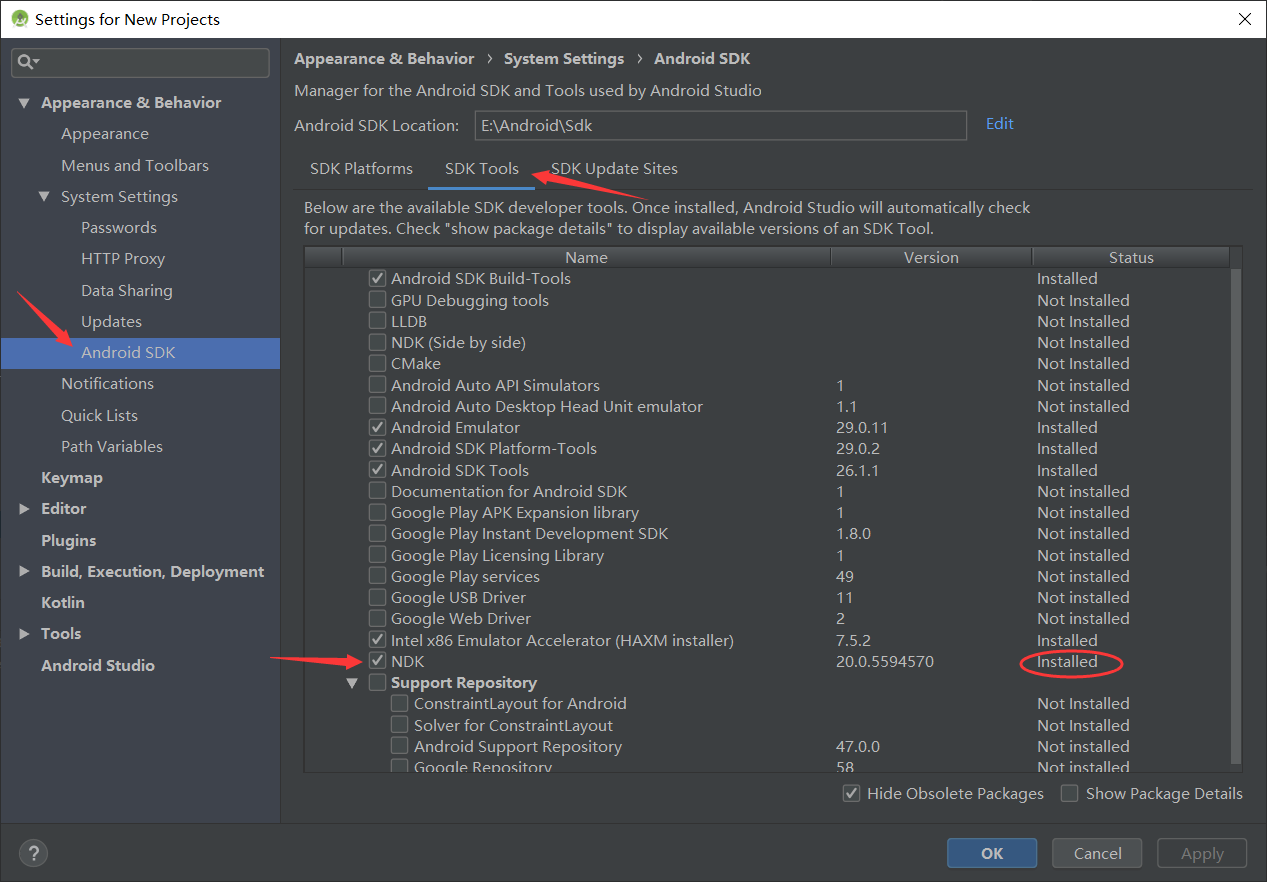 Settings for New Projects
Appearance & Behavior
Appearance
Menus and Toolbars
System Settings
Passwords
HTTP Proxy
Data Sharing
Updates
Android SDK
Notifications
Quick Lists
Path Variables
Keymap
Editor
Plugins
Build, Execution, Deployment
Kotlin
Tools
Android Studio
Appearance & Behavior › System Settings › Android SDK
Manager for the Android SDK and Tools used by Android Studio
Android SDK Location: E:\Android\Sdk Edit
SDK Platforms SDK Tools SDK Update Sites
Below are the available SDK developer tools. Once installed, Android Studio will automatically check
for updates. Check "show package details" to display available versions of an SDK Tool.
Name Version Status
Android SDK Build-Tools Installed
GPU Debugging tools Not Installed
LLDB Not Installed
NDK (Side by side) Not Installed
CMake Not Installed
Android Auto API Simulators 1 Not installed
Android Auto Desktop Head Unit emulator 1.1 Not installed
Android Emulator 29.0.11 Installed
Android SDK Platform-Tools 29.0.2 Installed
Android SDK Tools 26.1.1 Installed
Documentation for Android SDK 1 Not installed
Google Play APK Expansion library 1 Not installed
Google Play Instant Development SDK 1.8.0 Not installed
Google Play Licensing Library 1 Not installed
Google Play services 49 Not installed
Google USB Driver 11 Not installed
Google Web Driver 2 Not installed
Intel x86 Emulator Accelerator (HAXM installer) 7.5.2 Installed
NDK 20.0.5594570 Installed
Support Repository
ConstraintLayout for Android Not Installed
Solver for ConstraintLayout Not Installed
Android Support Repository 47.0.0 Not installed
Google Repository 58 Not installed
Hide Obsolete Packages Show Package Details
? OK Cancel Apply